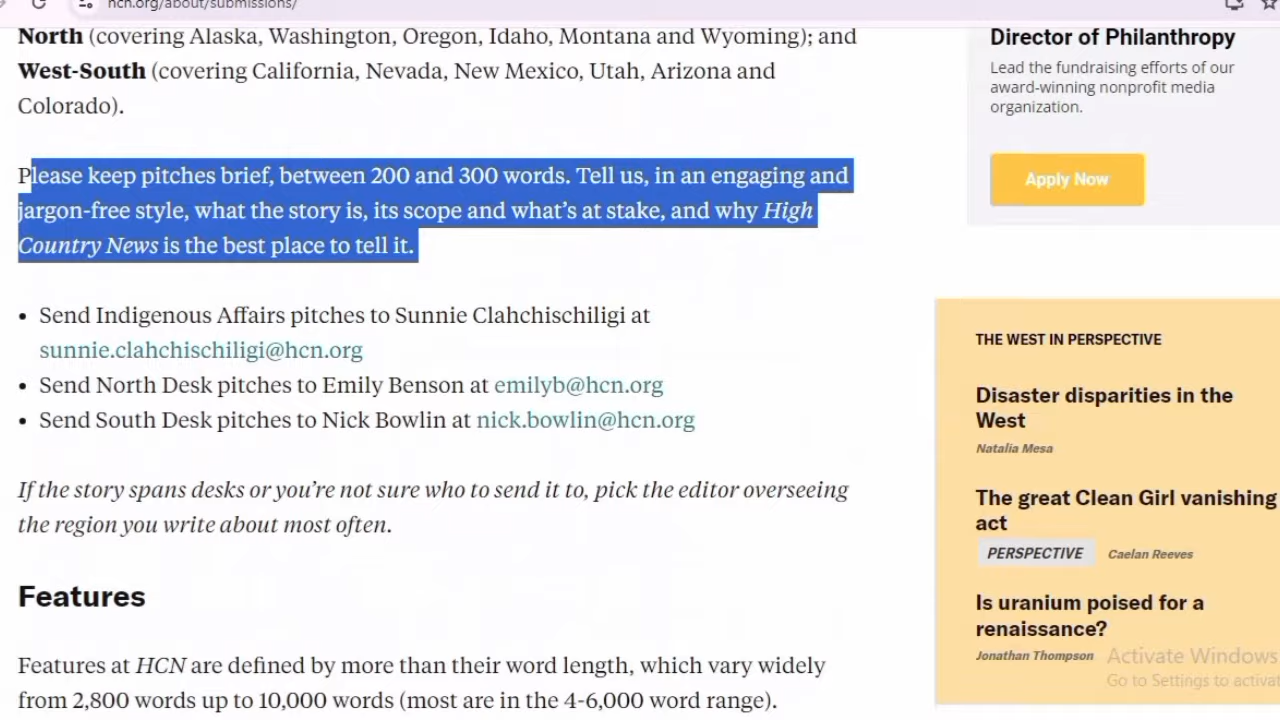 hcn.org/about/submissions/
North (covering Alaska, Washington, Oregon, Idaho, Montana and Wyoming); and
West-South (covering California, Nevada, New Mexico, Utah, Arizona and
Colorado).
Please keep pitches brief, between 200 and 300 words. Tell us, in an engaging and
jargon-free style, what the story is, its scope and what’s at stake, and why High
Country News is the best place to tell it.
• Send Indigenous Affairs pitches to Sunnie Clahchischiligi at
sunnie.clahchischiligi@hcn.org
• Send North Desk pitches to Emily Benson at emilyb@hcn.org
• Send South Desk pitches to Nick Bowlin at nick.bowlin@hcn.org
If the story spans desks or you’re not sure who to send it to, pick the editor overseeing
the region you write about most often.
Features
Features at HCN are defined by more than their word length, which vary widely
from 2,800 words up to 10,000 words (most are in the 4-6,000 word range).
Director of Philanthropy
Lead the fundraising efforts of our
award-winning nonprofit media
organization.
Apply Now
THE WEST IN PERSPECTIVE
Disaster disparities in the
West
Natalia Mesa
The great Clean Girl vanishing
act
PERSPECTIVE Caelan Reeves
Is uranium poised for a
renaissance?
Jonathan Thompson
Activate Windows
Go to Settings to activat